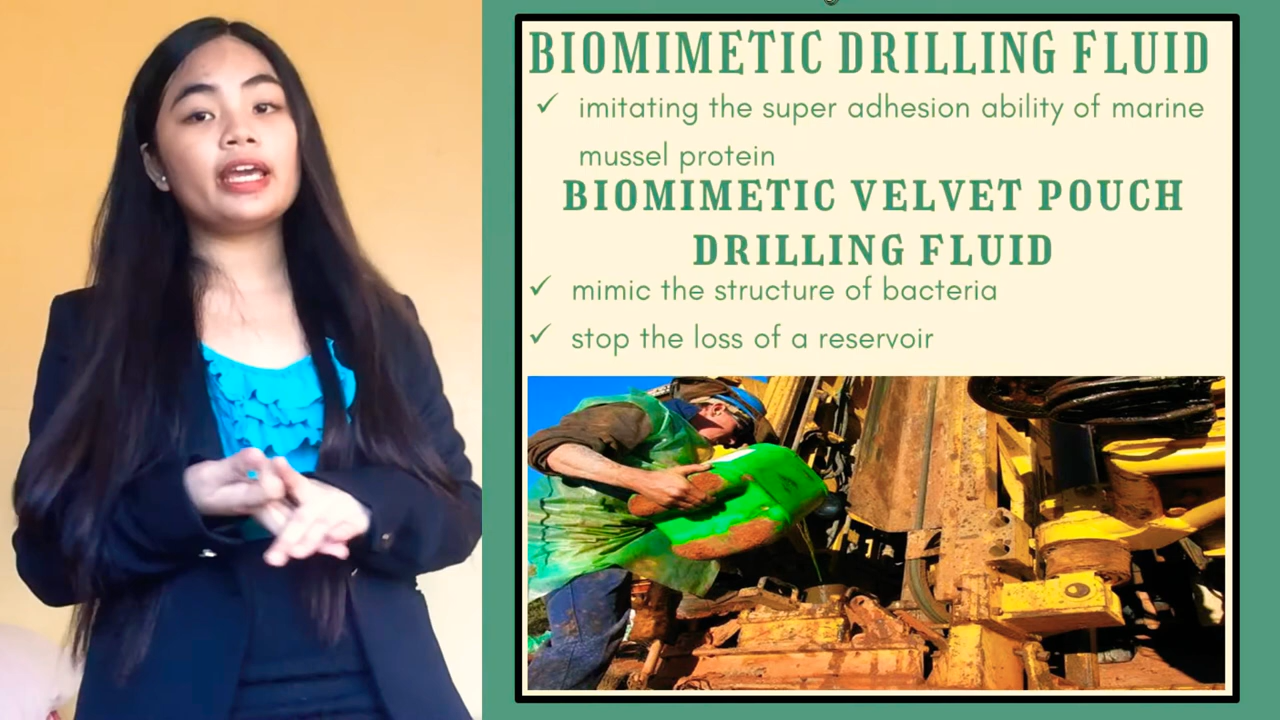 BIOMIMETIC DRILLING FLUID
✓ imitating the super adhesion ability of marine
mussel protein
BIOMIMETIC VELVET POUCH
DRILLING FLUID
✓ mimic the structure of bacteria
✓ stop the loss of a reservoir